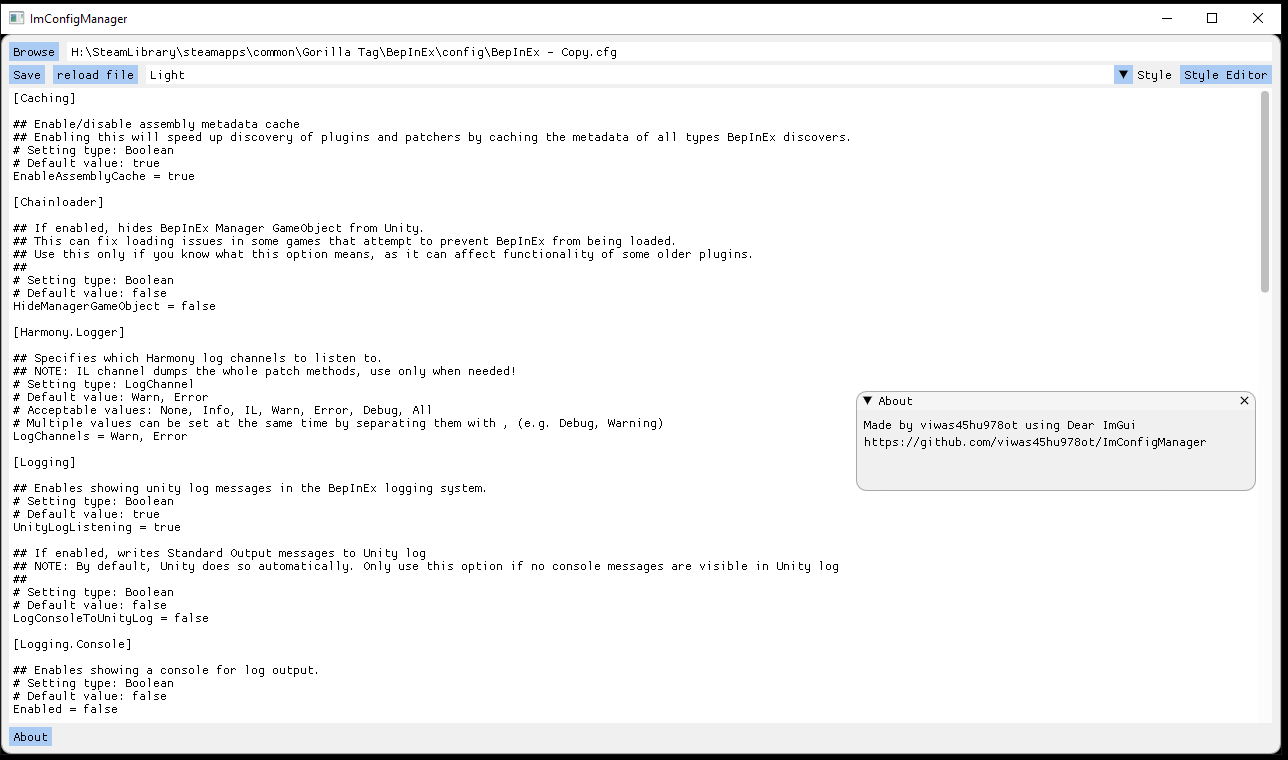 ImConfigManager
Browse H:\SteamLibrary\steamapps\common\Gorilla Tag\BepInEx\config\BepInEx - Copy.cfg
Save reload file Light ▼ Style Style Editor
[Caching]
## Enable/disable assembly metadata cache
## Enabling this will speed up discovery of plugins and patchers by caching the metadata of all types BepInEx discovers.
# Setting type: Boolean
# Default value: true
EnableAssemblyCache = true
[Chainloader]
## If enabled, hides BepInEx Manager GameObject from Unity.
## This can fix loading issues in some games that attempt to prevent BepInEx from being loaded.
## Use this only if you know what this option means, as it can affect functionality of some older plugins.
##
# Setting type: Boolean
# Default value: false
HideManagerGameObject = false
[Harmony.Logger]
## Specifies which Harmony log channels to listen to.
## NOTE: IL channel dumps the whole patch methods, use only when needed!
# Setting type: LogChannel
# Default value: Warn, Error
# Acceptable values: None, Info, IL, Warn, Error, Debug, All
# Multiple values can be set at the same time by separating them with , (e.g. Debug, Warning)
LogChannels = Warn, Error
[Logging]
## Enables showing unity log messages in the BepInEx logging system.
# Setting type: Boolean
# Default value: true
UnityLogListening = true
## If enabled, writes Standard Output messages to Unity log
## NOTE: By default, Unity does so automatically. Only use this option if no console messages are visible in Unity log
##
# Setting type: Boolean
# Default value: false
LogConsoleToUnityLog = false
[Logging.Console]
## Enables showing a console for log output.
# Setting type: Boolean
# Default value: false
Enabled = false
▼ About
Made by viwas45hu978ot using Dear ImGui
https://github.com/viwas45hu978ot/ImConfigManager
About